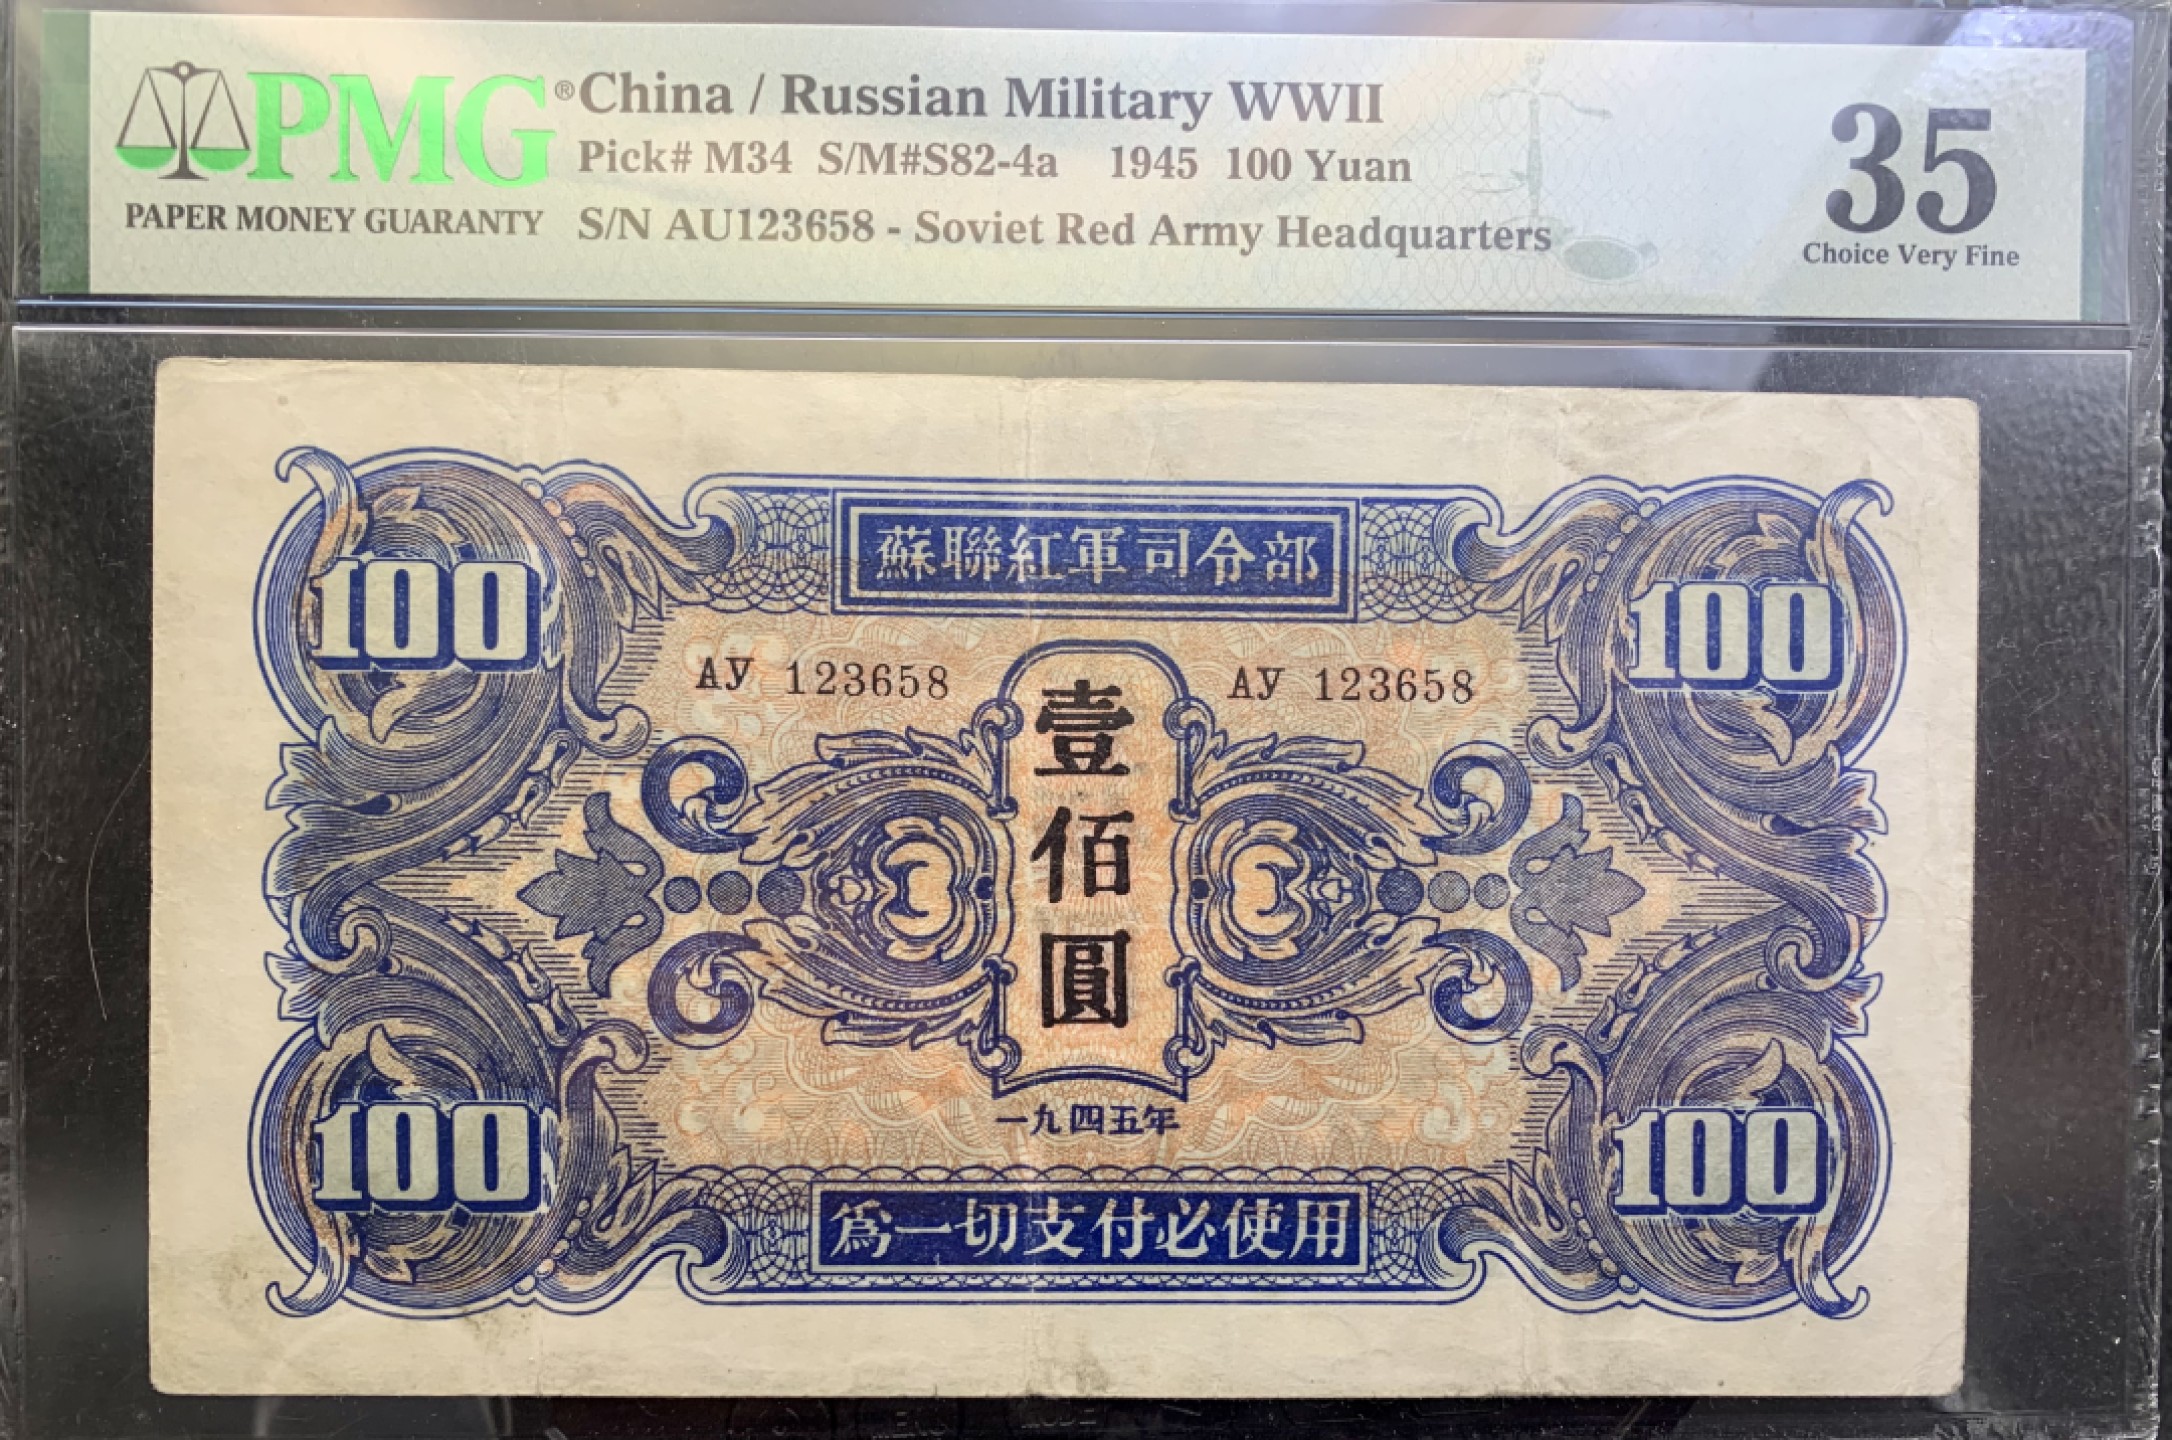 PMG® China / Russian Military WWII
Pick# M34 S/M#S82-4a 1945 100 Yuan
PAPER MONEY GUARANTY S/N AU123658 - Soviet Red Army Headquarters
35
Choice Very Fine
蘇聯紅軍司令部
100 100
АУ 123658 АУ 123658
壹佰圓
一九四五年
100 100
爲一切支付必使用